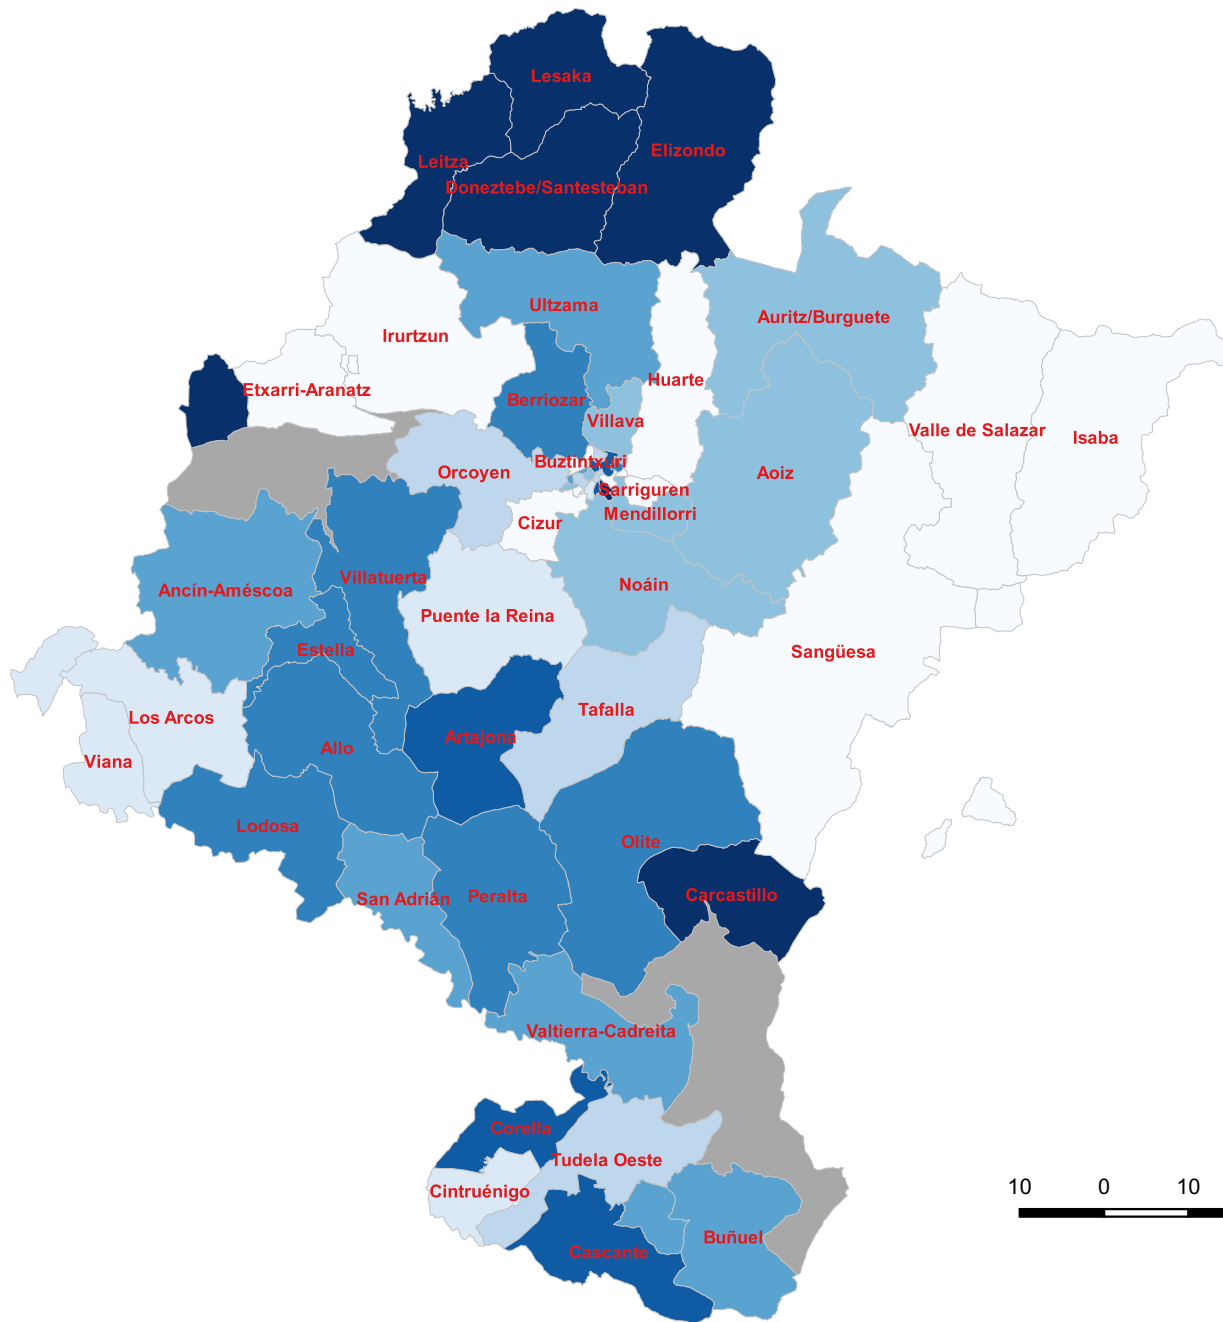 Lesaka
Elizondo
Leitza
Doneztebe/Santesteban
Ultzama
Auritz/Burguete
Irurtzun
Huarte
Etxarri-Aranatz
Berriozar
Villava
Valle de Salazar
Isaba
Buztintxuri
Orcoyen
Aoiz
Sarriguren
Mendillorri
Cizur
Villatuerta
Noáin
Ancín-Améscoa
Puente la Reina
Estella
Sangüesa
Tafalla
Los Arcos
Artajona
Allo
Viana
Lodosa
Olite
Carcastillo
San Adrián
Peralta
Valtierra-Cadreita
Corella
Tudela Oeste
Cintruénigo
10 0 10
Buñuel
Cascante